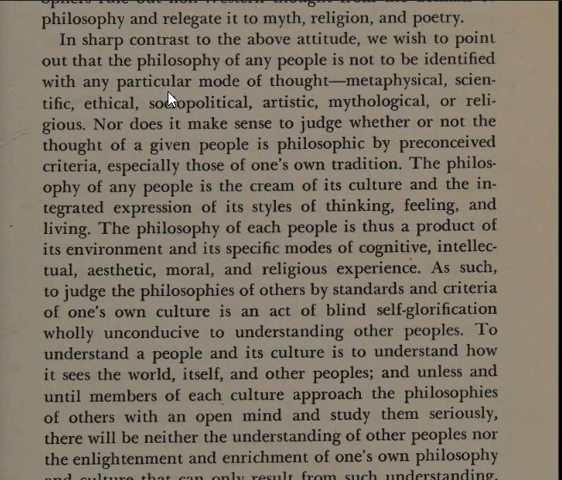 philosophy and relegate it to myth, religion, and poetry.
In sharp contrast to the above attitude, we wish to point
out that the philosophy of any people is not to be identified
with any particular mode of thought—metaphysical, scien-
tific, ethical, sociopolitical, artistic, mythological, or reli-
gious. Nor does it make sense to judge whether or not the
thought of a given people is philosophic by preconceived
criteria, especially those of one's own tradition. The philos-
ophy of any people is the cream of its culture and the in-
tegrated expression of its styles of thinking, feeling, and
living. The philosophy of each people is thus a product of
its environment and its specific modes of cognitive, intellec-
tual, aesthetic, moral, and religious experience. As such,
to judge the philosophies of others by standards and criteria
of one's own culture is an act of blind self-glorification
wholly unconducive to understanding other peoples. To
understand a people and its culture is to understand how
it sees the world, itself, and other peoples; and unless and
until members of each culture approach the philosophies
of others with an open mind and study them seriously,
there will be neither the understanding of other peoples nor
the enlightenment and enrichment of one's own philosophy
and culture that can only result from such understanding.